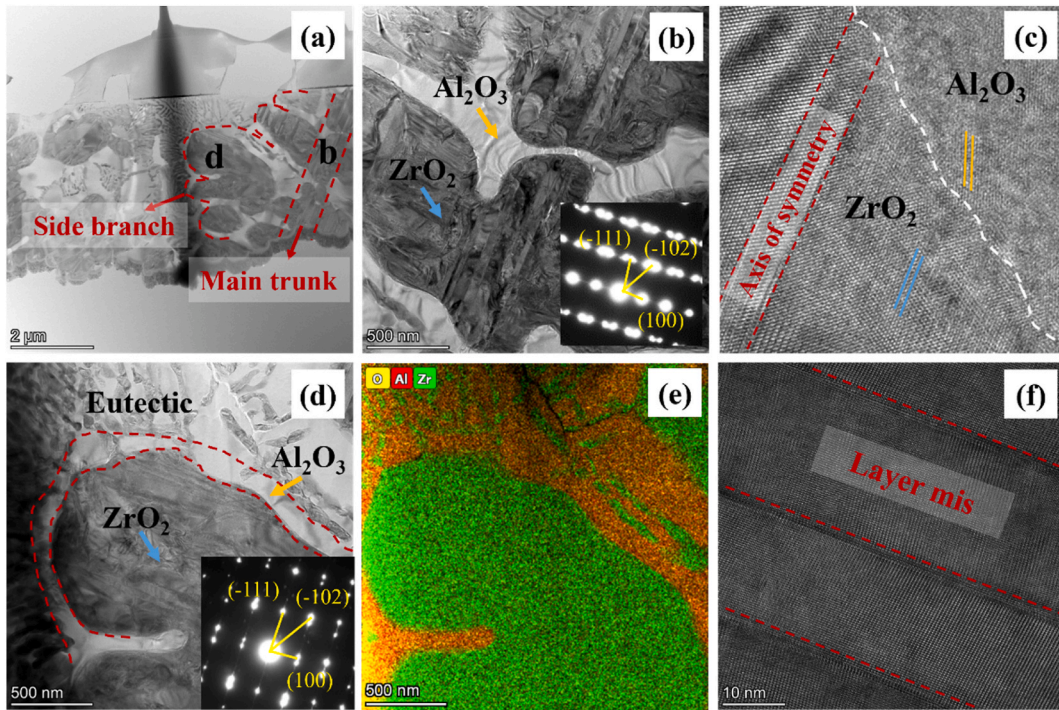 (a)
d
b
Side branch
Main trunk
2 μm
(b)
Al₂O₃
ZrO₂
(-111)
(-102)
(100)
500 nm
(c)
Al₂O₃
ZrO₂
Axis of symmetry
(d)
Eutectic
Al₂O₃
ZrO₂
(-111)
(-102)
(100)
500 nm
O Al Zr
(e)
500 nm
(f)
Layer mis
10 nm